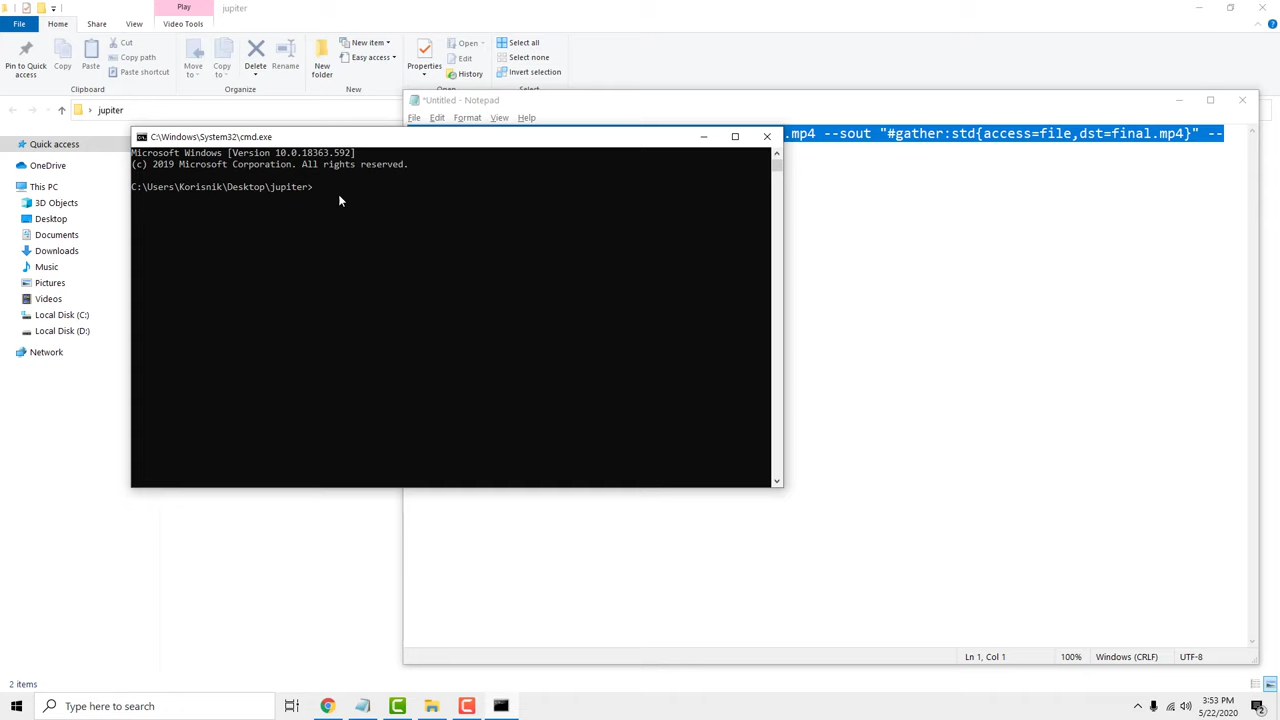 Play
jupiter
File
Home
Share
View
Video Tools
Pin to Quick access
Copy
Paste
Cut
Copy path
Paste shortcut
Clipboard
Move to
Copy to
Delete
Rename
Organize
New folder
New item
Easy access
New
Properties
Open
Edit
History
Open
Select all
Select none
Invert selection
Select
jupiter
*Untitled - Notepad
File Edit Format View Help
.mp4 --sout "#gather:std{access=file,dst=final.mp4}" --
C:\Windows\System32\cmd.exe
Microsoft Windows [Version 10.0.18363.592]
(c) 2019 Microsoft Corporation. All rights reserved.
C:\Users\Korisnik\Desktop\jupiter>
Quick access
OneDrive
This PC
3D Objects
Desktop
Documents
Downloads
Music
Pictures
Videos
Local Disk (C:)
Local Disk (D:)
Network
Ln 1, Col 1
100%
Windows (CRLF)
UTF-8
2 items
Type here to search
3:53 PM
5/22/2020
2